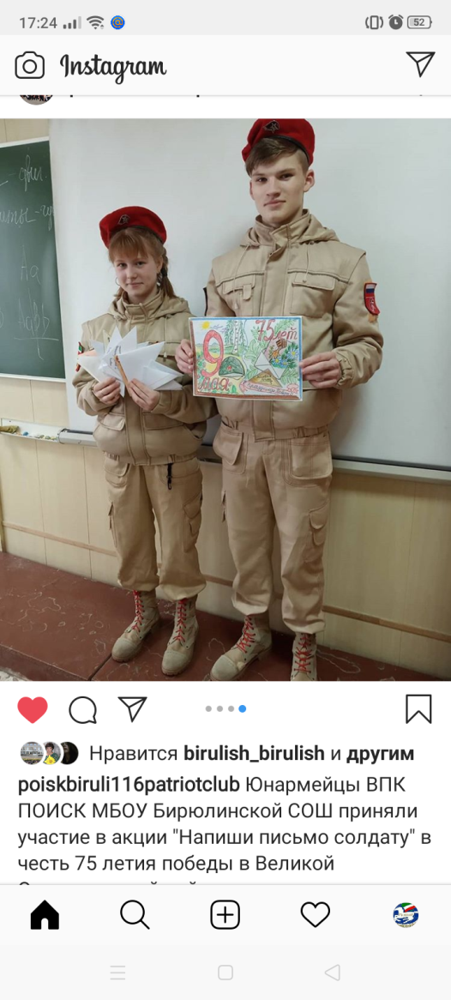 17:24
52
Instagram
Аа
9
мая
75 лет
Нравится birulish_birulish и другим
poiskbiruli116patriotclub Юнармейцы ВПК
ПОИСК МБОУ Бирюлинской СОШ приняли
участие в акции "Напиши письмо солдату" в
честь 75 летия победы в Великой